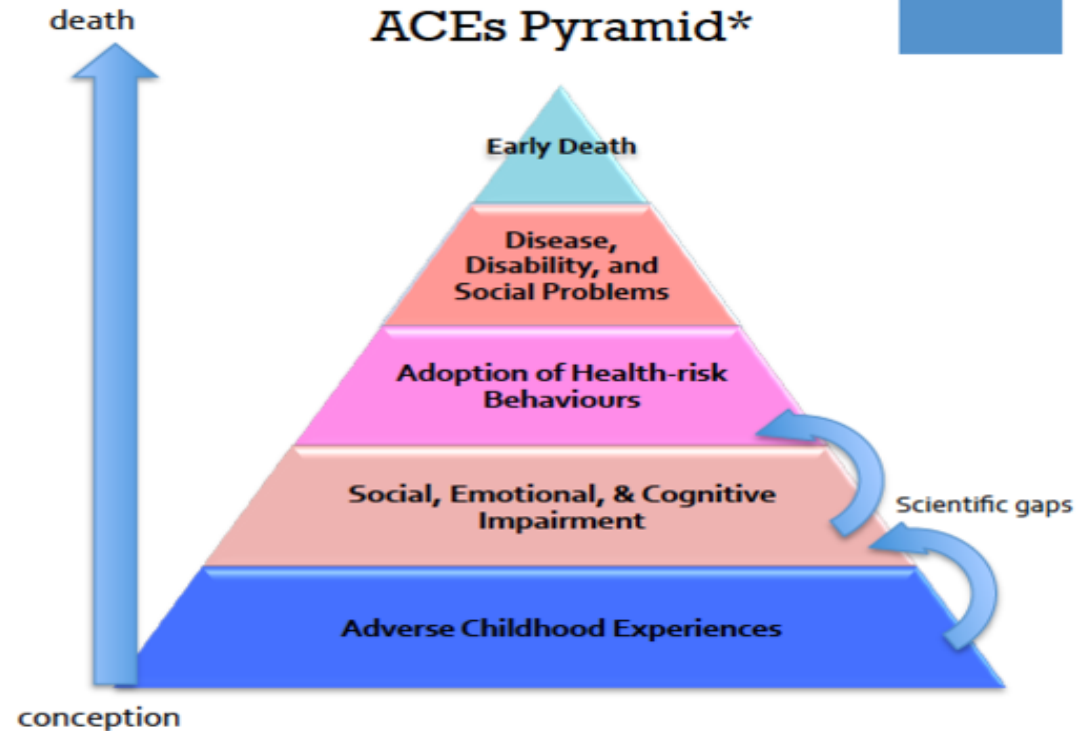 death
ACEs Pyramid*
Early Death
Disease,
Disability, and
Social Problems
Adoption of Health-risk
Behaviours
Social, Emotional, & Cognitive
Impairment
Scientific gaps
Adverse Childhood Experiences
conception